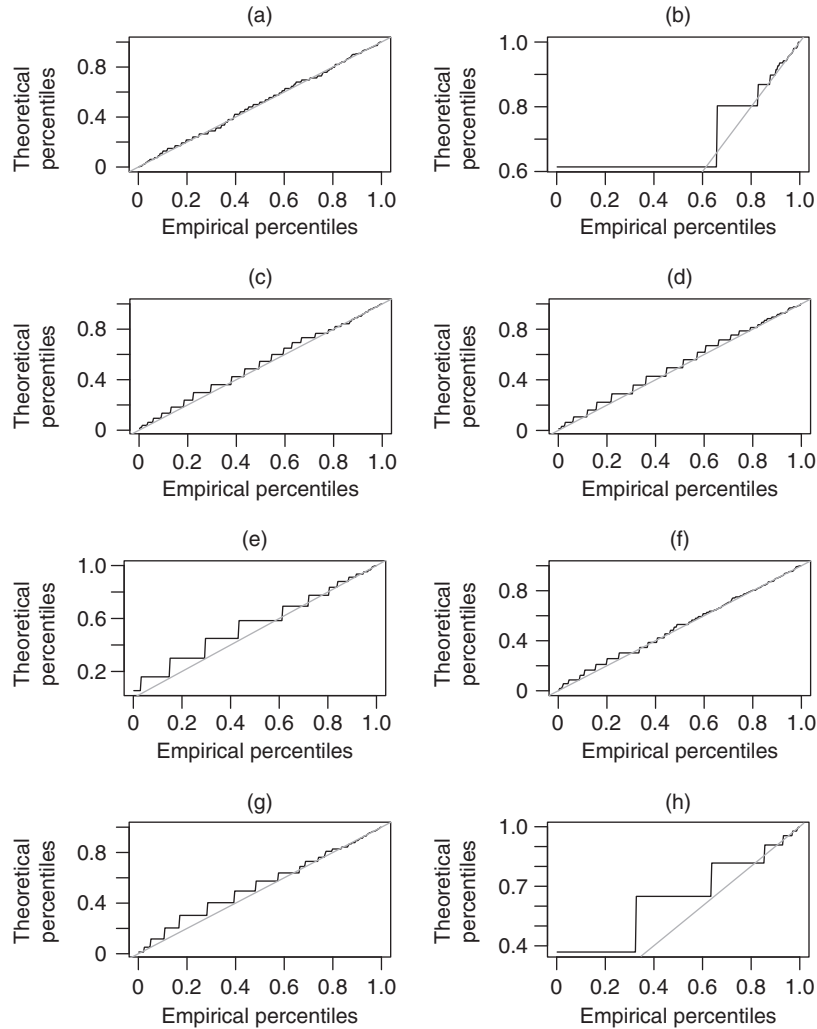 (a)
Theoretical
percentiles
0.8
0.4
0
0 0.2 0.4 0.6 0.8 1.0
Empirical percentiles
(b)
Theoretical
percentiles
1.0
0.8
0.6
0 0.2 0.4 0.6 0.8 1.0
Empirical percentiles
(c)
Theoretical
percentiles
0.8
0.4
0
0 0.2 0.4 0.6 0.8 1.0
Empirical percentiles
(d)
Theoretical
percentiles
0.8
0.4
0
0 0.2 0.4 0.6 0.8 1.0
Empirical percentiles
(e)
Theoretical
percentiles
1.0
0.6
0.2
0 0.2 0.4 0.6 0.8 1.0
Empirical percentiles
(f)
Theoretical
percentiles
0.8
0.4
0
0 0.2 0.4 0.6 0.8 1.0
Empirical percentiles
(g)
Theoretical
percentiles
0.8
0.4
0
0 0.2 0.4 0.6 0.8 1.0
Empirical percentiles
(h)
Theoretical
percentiles
1.0
0.7
0.4
0 0.2 0.4 0.6 0.8 1.0
Empirical percentiles